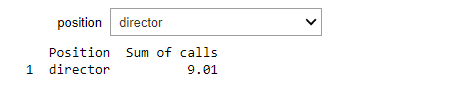 position director
Position Sum of calls
1 director 9.01